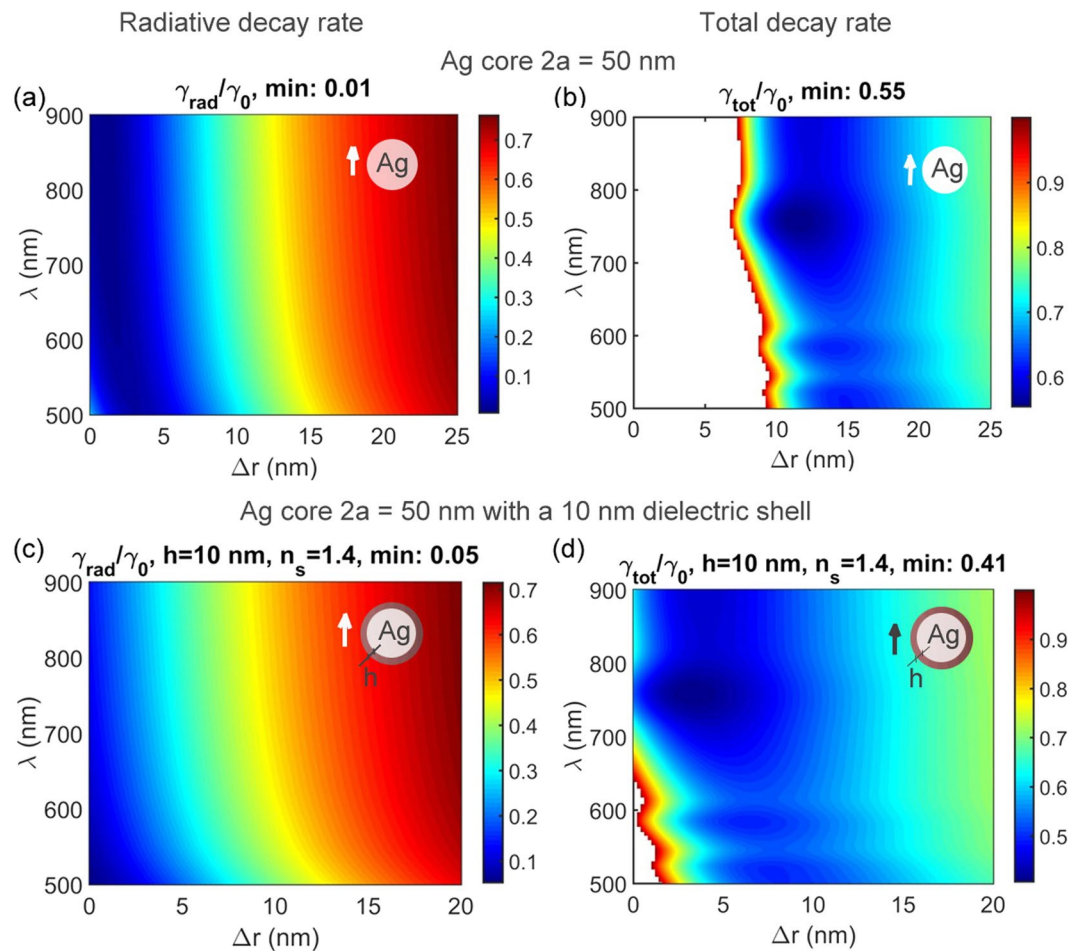 Radiative decay rate
Total decay rate
Ag core 2a = 50 nm
(a)
γrad/γ0, min: 0.01
900
800
700
600
500
λ (nm)
0 5 10 15 20 25
Δr (nm)
0.7
0.6
0.5
0.4
0.3
0.2
0.1
Ag
(b)
γtot/γ0, min: 0.55
900
800
700
600
500
λ (nm)
0 5 10 15 20 25
Δr (nm)
0.9
0.8
0.7
0.6
Ag
Ag core 2a = 50 nm with a 10 nm dielectric shell
(c)
γrad/γ0, h=10 nm, ns=1.4, min: 0.05
900
800
700
600
500
λ (nm)
0 5 10 15 20
Δr (nm)
0.7
0.6
0.5
0.4
0.3
0.2
0.1
Ag
h
(d)
γtot/γ0, h=10 nm, ns=1.4, min: 0.41
900
800
700
600
500
λ (nm)
0 5 10 15 20
Δr (nm)
0.9
0.8
0.7
0.6
0.5
Ag
h